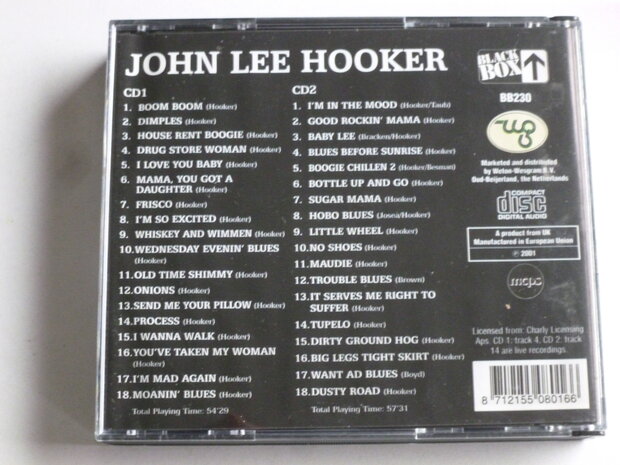 JOHN LEE HOOKER
CD1
1. BOOM BOOM (Hooker)
2. DIMPLES (Hooker)
3. HOUSE RENT BOOGIE (Hooker)
4. DRUG STORE WOMAN (Hooker)
5. I LOVE YOU BABY (Hooker)
6. MAMA, YOU GOT A
DAUGHTER (Hooker)
7. FRISCO (Hooker)
8. I'M SO EXCITED (Hooker)
9. WHISKEY AND WIMMEN (Hooker)
10. WEDNESDAY EVENIN' BLUES
(Hooker)
11. OLD TIME SHIMMY (Hooker)
12. ONIONS (Hooker)
13. SEND ME YOUR PILLOW (Hooker)
14. PROCESS (Hooker)
15. I WANNA WALK (Hooker)
16. YOU'VE TAKEN MY WOMAN
(Hooker)
17. I'M MAD AGAIN (Hooker)
18. MOANIN' BLUES (Hooker)
Total Playing Time: 54'29
CD2
1. I'M IN THE MOOD (Hooker/Taub)
2. GOOD ROCKIN' MAMA (Hooker)
3. BABY LEE (Bracken/Hooker)
4. BLUES BEFORE SUNRISE (Hooker)
5. BOOGIE CHILLEN 2 (Hooker/Besman)
6. BOTTLE UP AND GO (Hooker)
7. SUGAR MAMA (Hooker)
8. HOBO BLUES (Josea/Hooker)
9. LITTLE WHEEL (Hooker)
10. NO SHOES (Hooker)
11. MAUDIE (Hooker)
12. TROUBLE BLUES (Brown)
13. IT SERVES ME RIGHT TO
SUFFER (Hooker)
14. TUPELO (Hooker)
15. DIRTY GROUND HOG (Hooker)
16. BIG LEGS TIGHT SKIRT (Hooker)
17. WANT AD BLUES (Boyd)
18. DUSTY ROAD (Hooker)
Total Playing Time: 57'31
BLACK
BOX
BB230
Marketed and distributed
by Weton-Wesgram B.V.
Oud-Beijerland, the Netherlands
COMPACT
disc
DIGITAL AUDIO
A product from UK
Manufactured in European Union
℗ 2001
mcps
Licensed from: Charly Licensing
Aps. CD 1: track 4, CD 2: track
14 are live recordings.
8 712155 080166